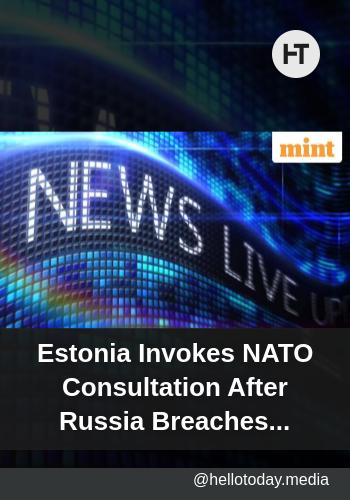 HT
mint
NEWS
LIVE UP
Estonia Invokes NATO
Consultation After
Russia Breaches...
@hellotoday.media